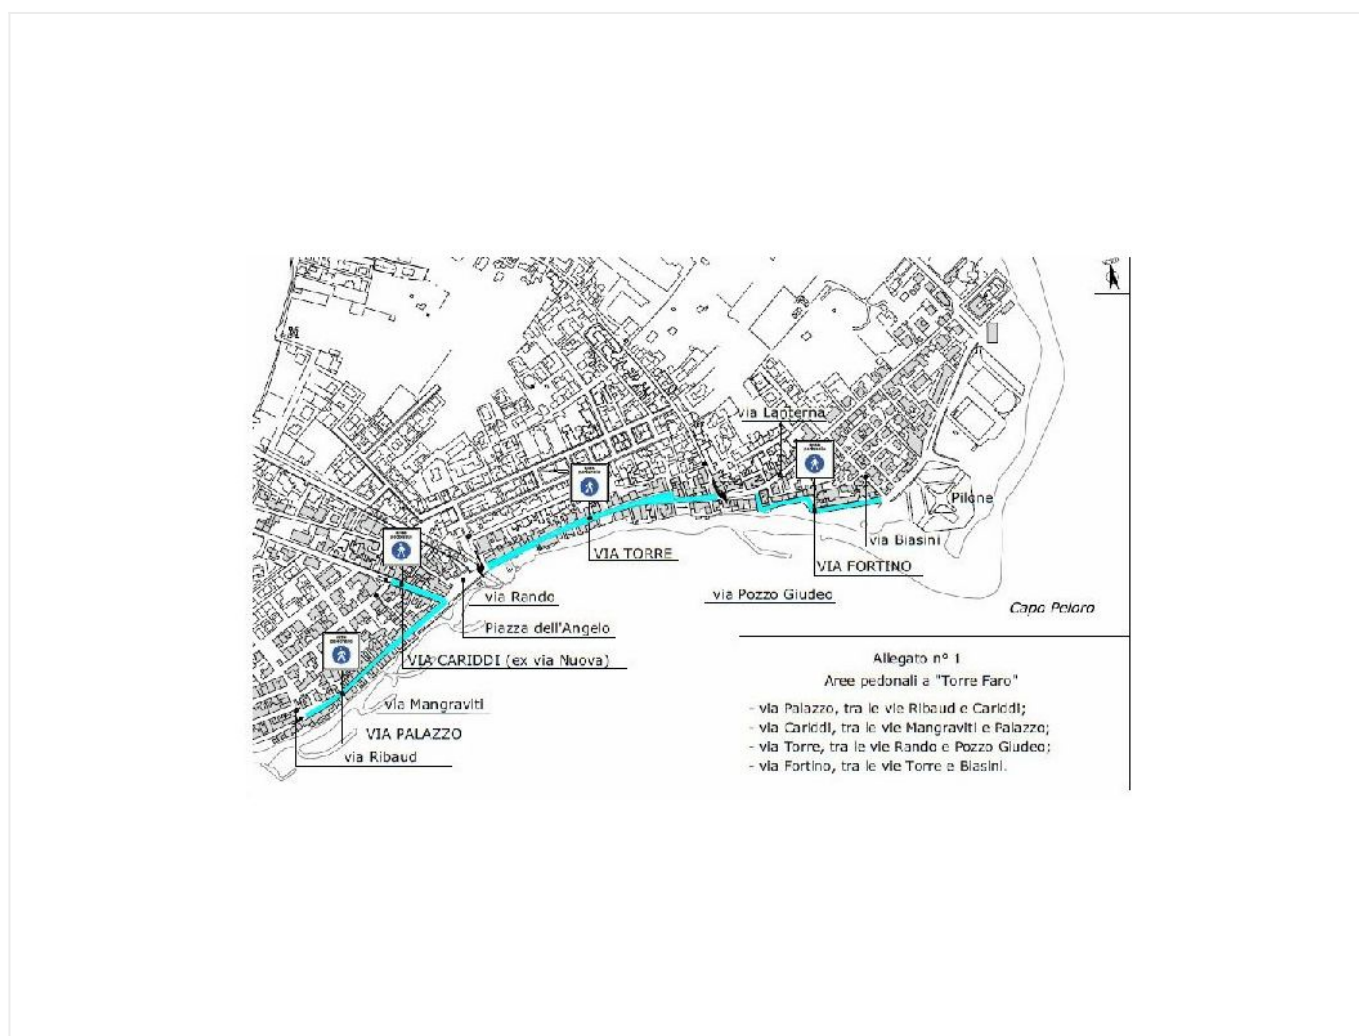 via Lanterna
Pilone
via Biasini
VIA TORRE
VIA FORTINO
via Rando
via Pozzo Giudeo
Capo Peloro
Piazza dell'Angelo
VIA CARIDDI (ex via Nuova)
via Mangraviti
VIA PALAZZO
via Ribaud
Allegato n° 1
Aree pedonali a "Torre Faro"
- via Palazzo, tra le vie Ribaud e Cariddi;
- via Cariddi, tra le vie Mangraviti e Palazzo;
- via Torre, tra le vie Rando e Pozzo Giudeo;
- via Fortino, tra le vie Torre e Biasini.